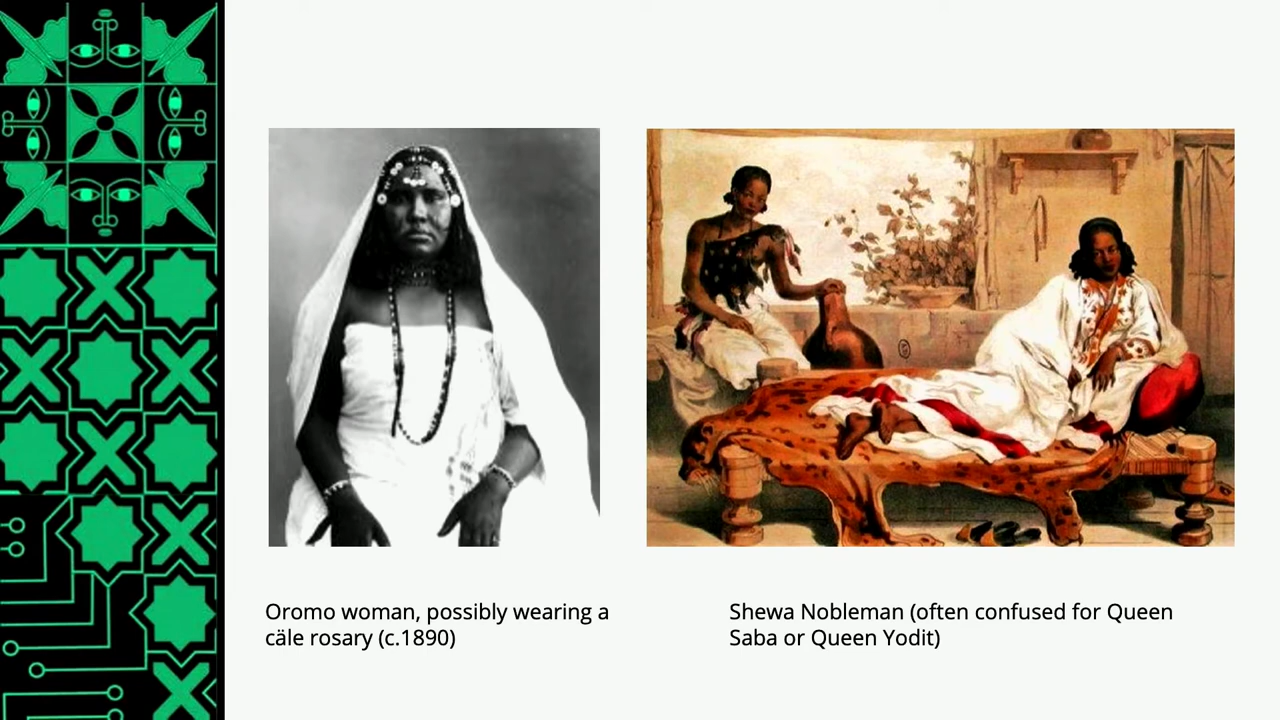 Oromo woman, possibly wearing a
cäle rosary (c.1890)
Shewa Nobleman (often confused for Queen
Saba or Queen Yodit)